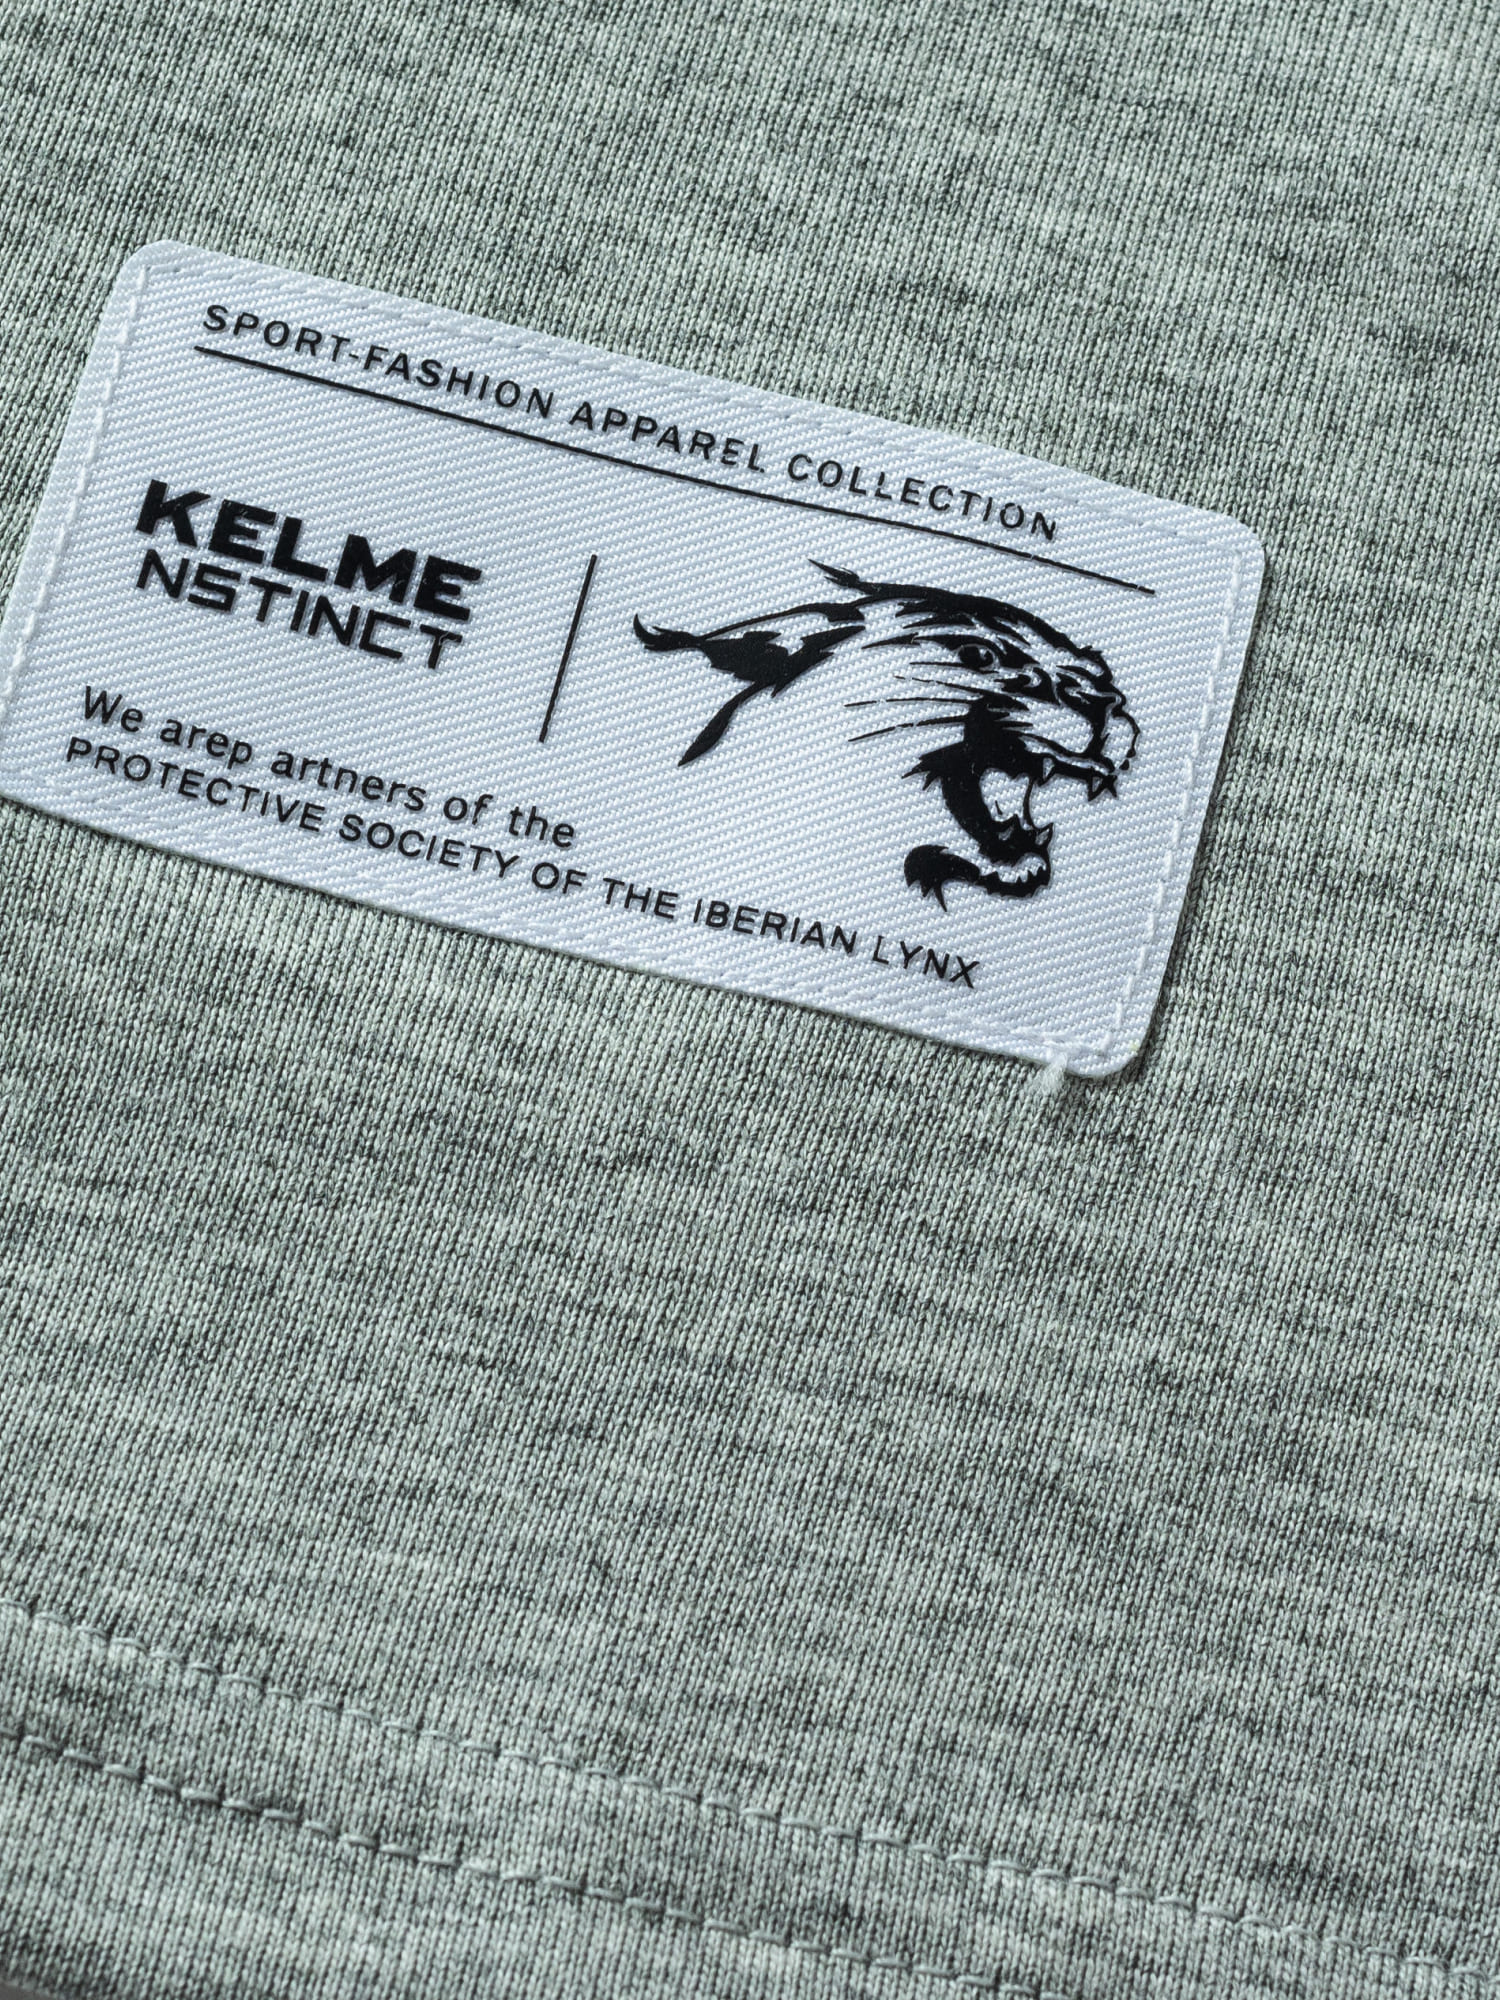 SPORT-FASHION APPAREL COLLECTION
KELME
NSTINCT
We arep artners of the
PROTECTIVE SOCIETY OF THE IBERIAN LYNX